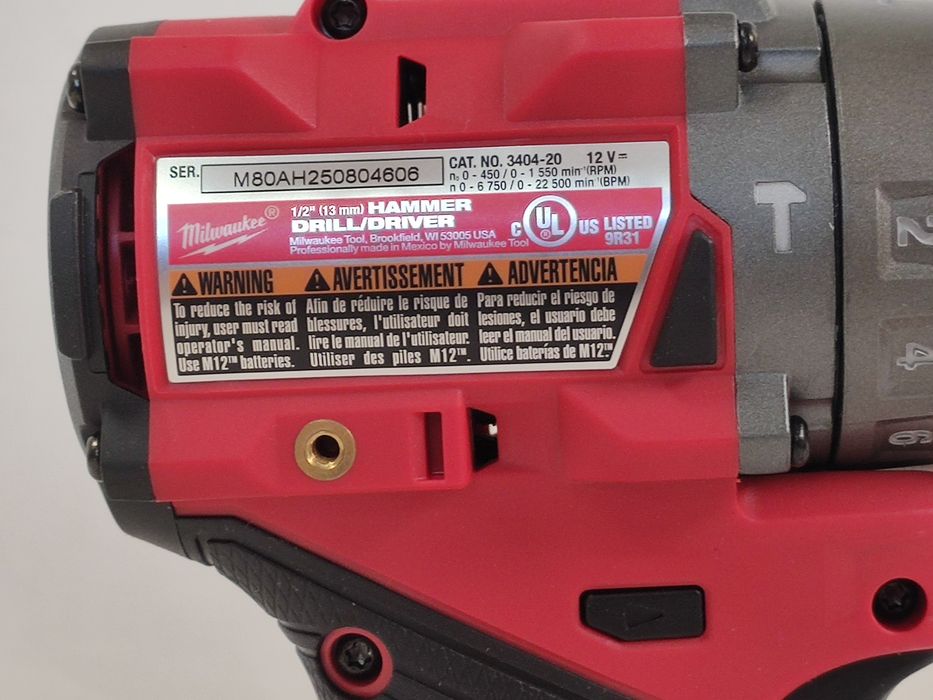 SER. M80AH250804606
CAT. NO. 3404-20 12 V⎓
n₀ 0 - 450 / 0 - 1 550 min⁻¹(RPM)
n 0 - 6 750 / 0 - 22 500 min⁻¹(BPM)
Milwaukee®
1/2" (13 mm) HAMMER
DRILL/DRIVER
Milwaukee Tool, Brookfield, WI 53005 USA
Professionally made in Mexico by Milwaukee Tool
C UL® US LISTED
9R31
WARNING
To reduce the risk of
injury, user must read
operator's manual.
Use M12™ batteries.
AVERTISSEMENT
Afin de réduire le risque de
blessures, l'utilisateur doit
lire le manual de l'utilisateur.
Utiliser des piles M12™.
ADVERTENCIA
Para reducir el riesgo de
lesiones, el usuario debe
leer el manual del usuario.
Utilice baterías de M12™.
2
4
6